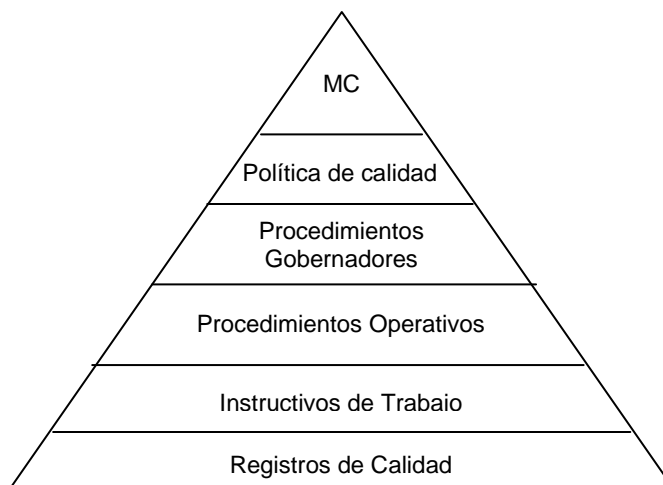 MC
Política de calidad
Procedimientos
Gobernadores
Procedimientos Operativos
Instructivos de Trabaio
Registros de Calidad